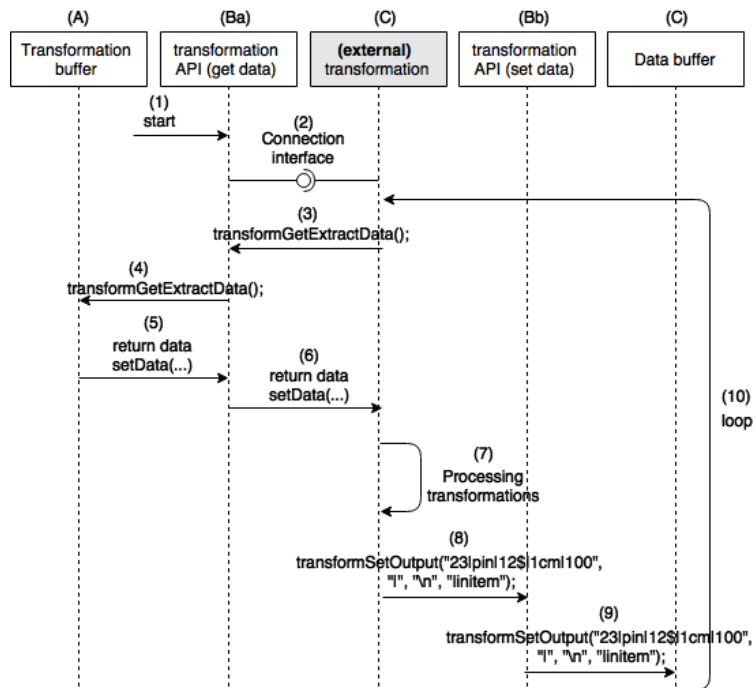 (A)
(Ba)
(C)
(Bb)
(C)
Transformation
buffer
transformation
API (get data)
(external)
transformation
transformation
API (set data)
Data buffer
(1)
start
(2)
Connection
interface
(3)
transformGetExtractData();
(4)
transformGetExtractData();
(5)
return data
setData(...)
(6)
return data
setData(...)
(10)
loop
(7)
Processing
transformations
(8)
transformSetOutput("23|pin|12$|1cm|100",
"|", "\n", "linitem");
(9)
transformSetOutput("23|pin|12$|1cm|100",
"|", "\n", "linitem");